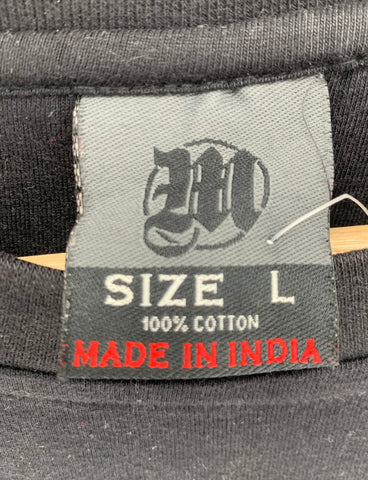 M
SIZE L
100% COTTON
MADE IN INDIA